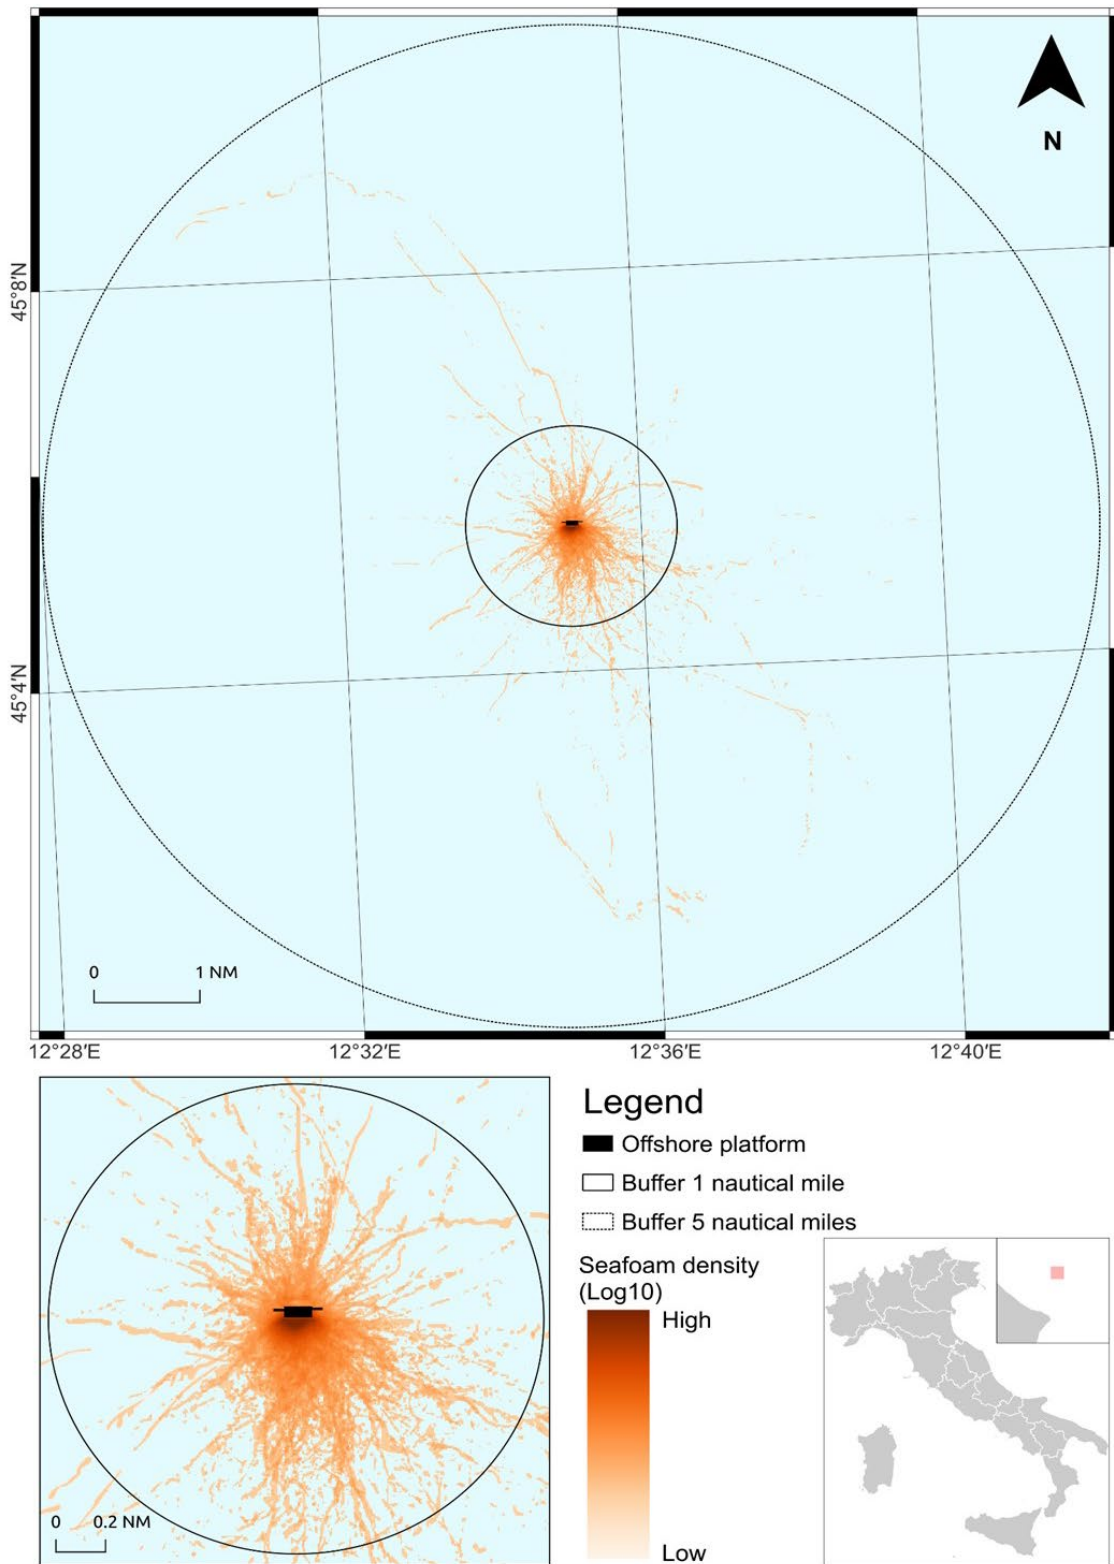 N
45°8'N
45°4'N
0 1 NM
12°28'E 12°32'E 12°36'E 12°40'E
Legend
Offshore platform
Buffer 1 nautical mile
Buffer 5 nautical miles
Seafoam density
(Log10)
High
Low
0 0.2 NM